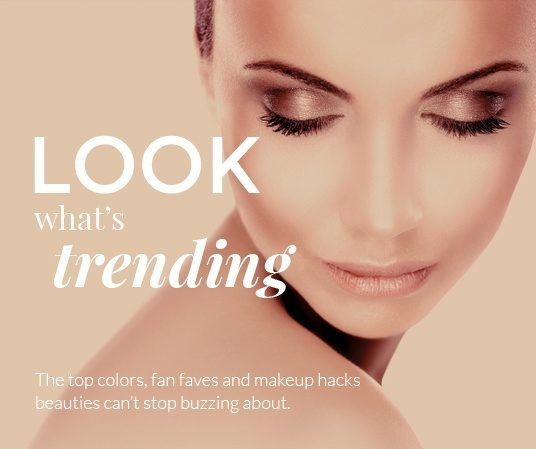 LOOK
what's
trending
The top colors, fan faves and makeup hacks
beauties can't stop buzzing about.